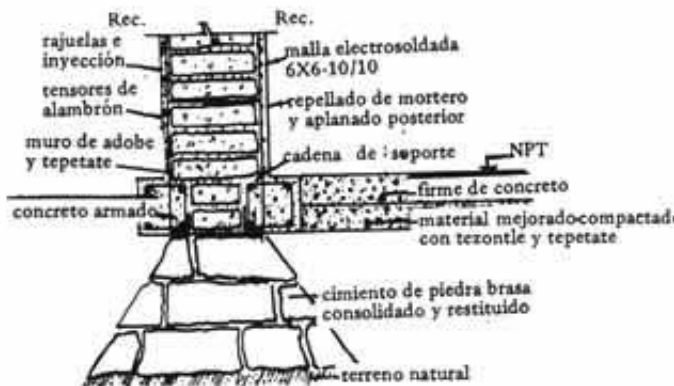 Rec.
Rec.
rajuelas e
inyección
malla electrosoldada
6X6-10/10
tensores de
alambrón
repellado de mortero
y aplanado posterior
muro de adobe
y tepetate
cadena de soporte
NPT
firme de concreto
concreto armado
material mejorado-compactado
con tezontle y tepetate
cimiento de piedra brasa
consolidado y restituido
terreno natural